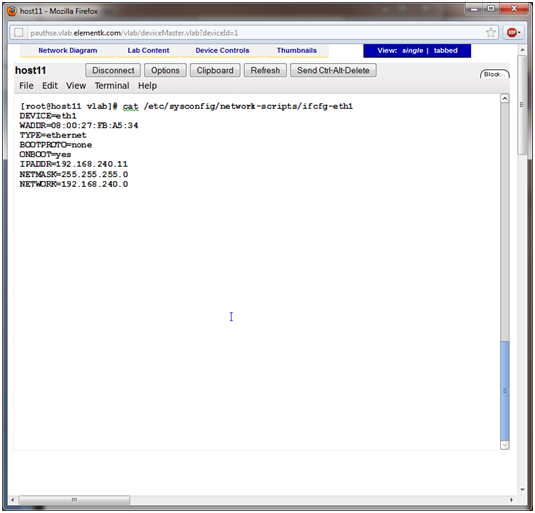 host11 - Mozilla Firefox
pauthse.vlab.elementk.com/vlab/deviceMaster.vlab?deviceId=1
ABP
Network Diagram Lab Content Device Controls Thumbnails View: single | tabbed
host11 Disconnect Options Clipboard Refresh Send Ctrl-Alt-Delete Block...
File Edit View Terminal Help
[root@host11 vlab]# cat /etc/sysconfig/network-scripts/ifcfg-eth1
DEVICE=eth1
WADDR=08:00:27:FB:A5:34
TYPE=ethernet
BOOTPROTO=none
ONBOOT=yes
IPADDR=192.168.240.11
NETMASK=255.255.255.0
NETWORK=192.168.240.0